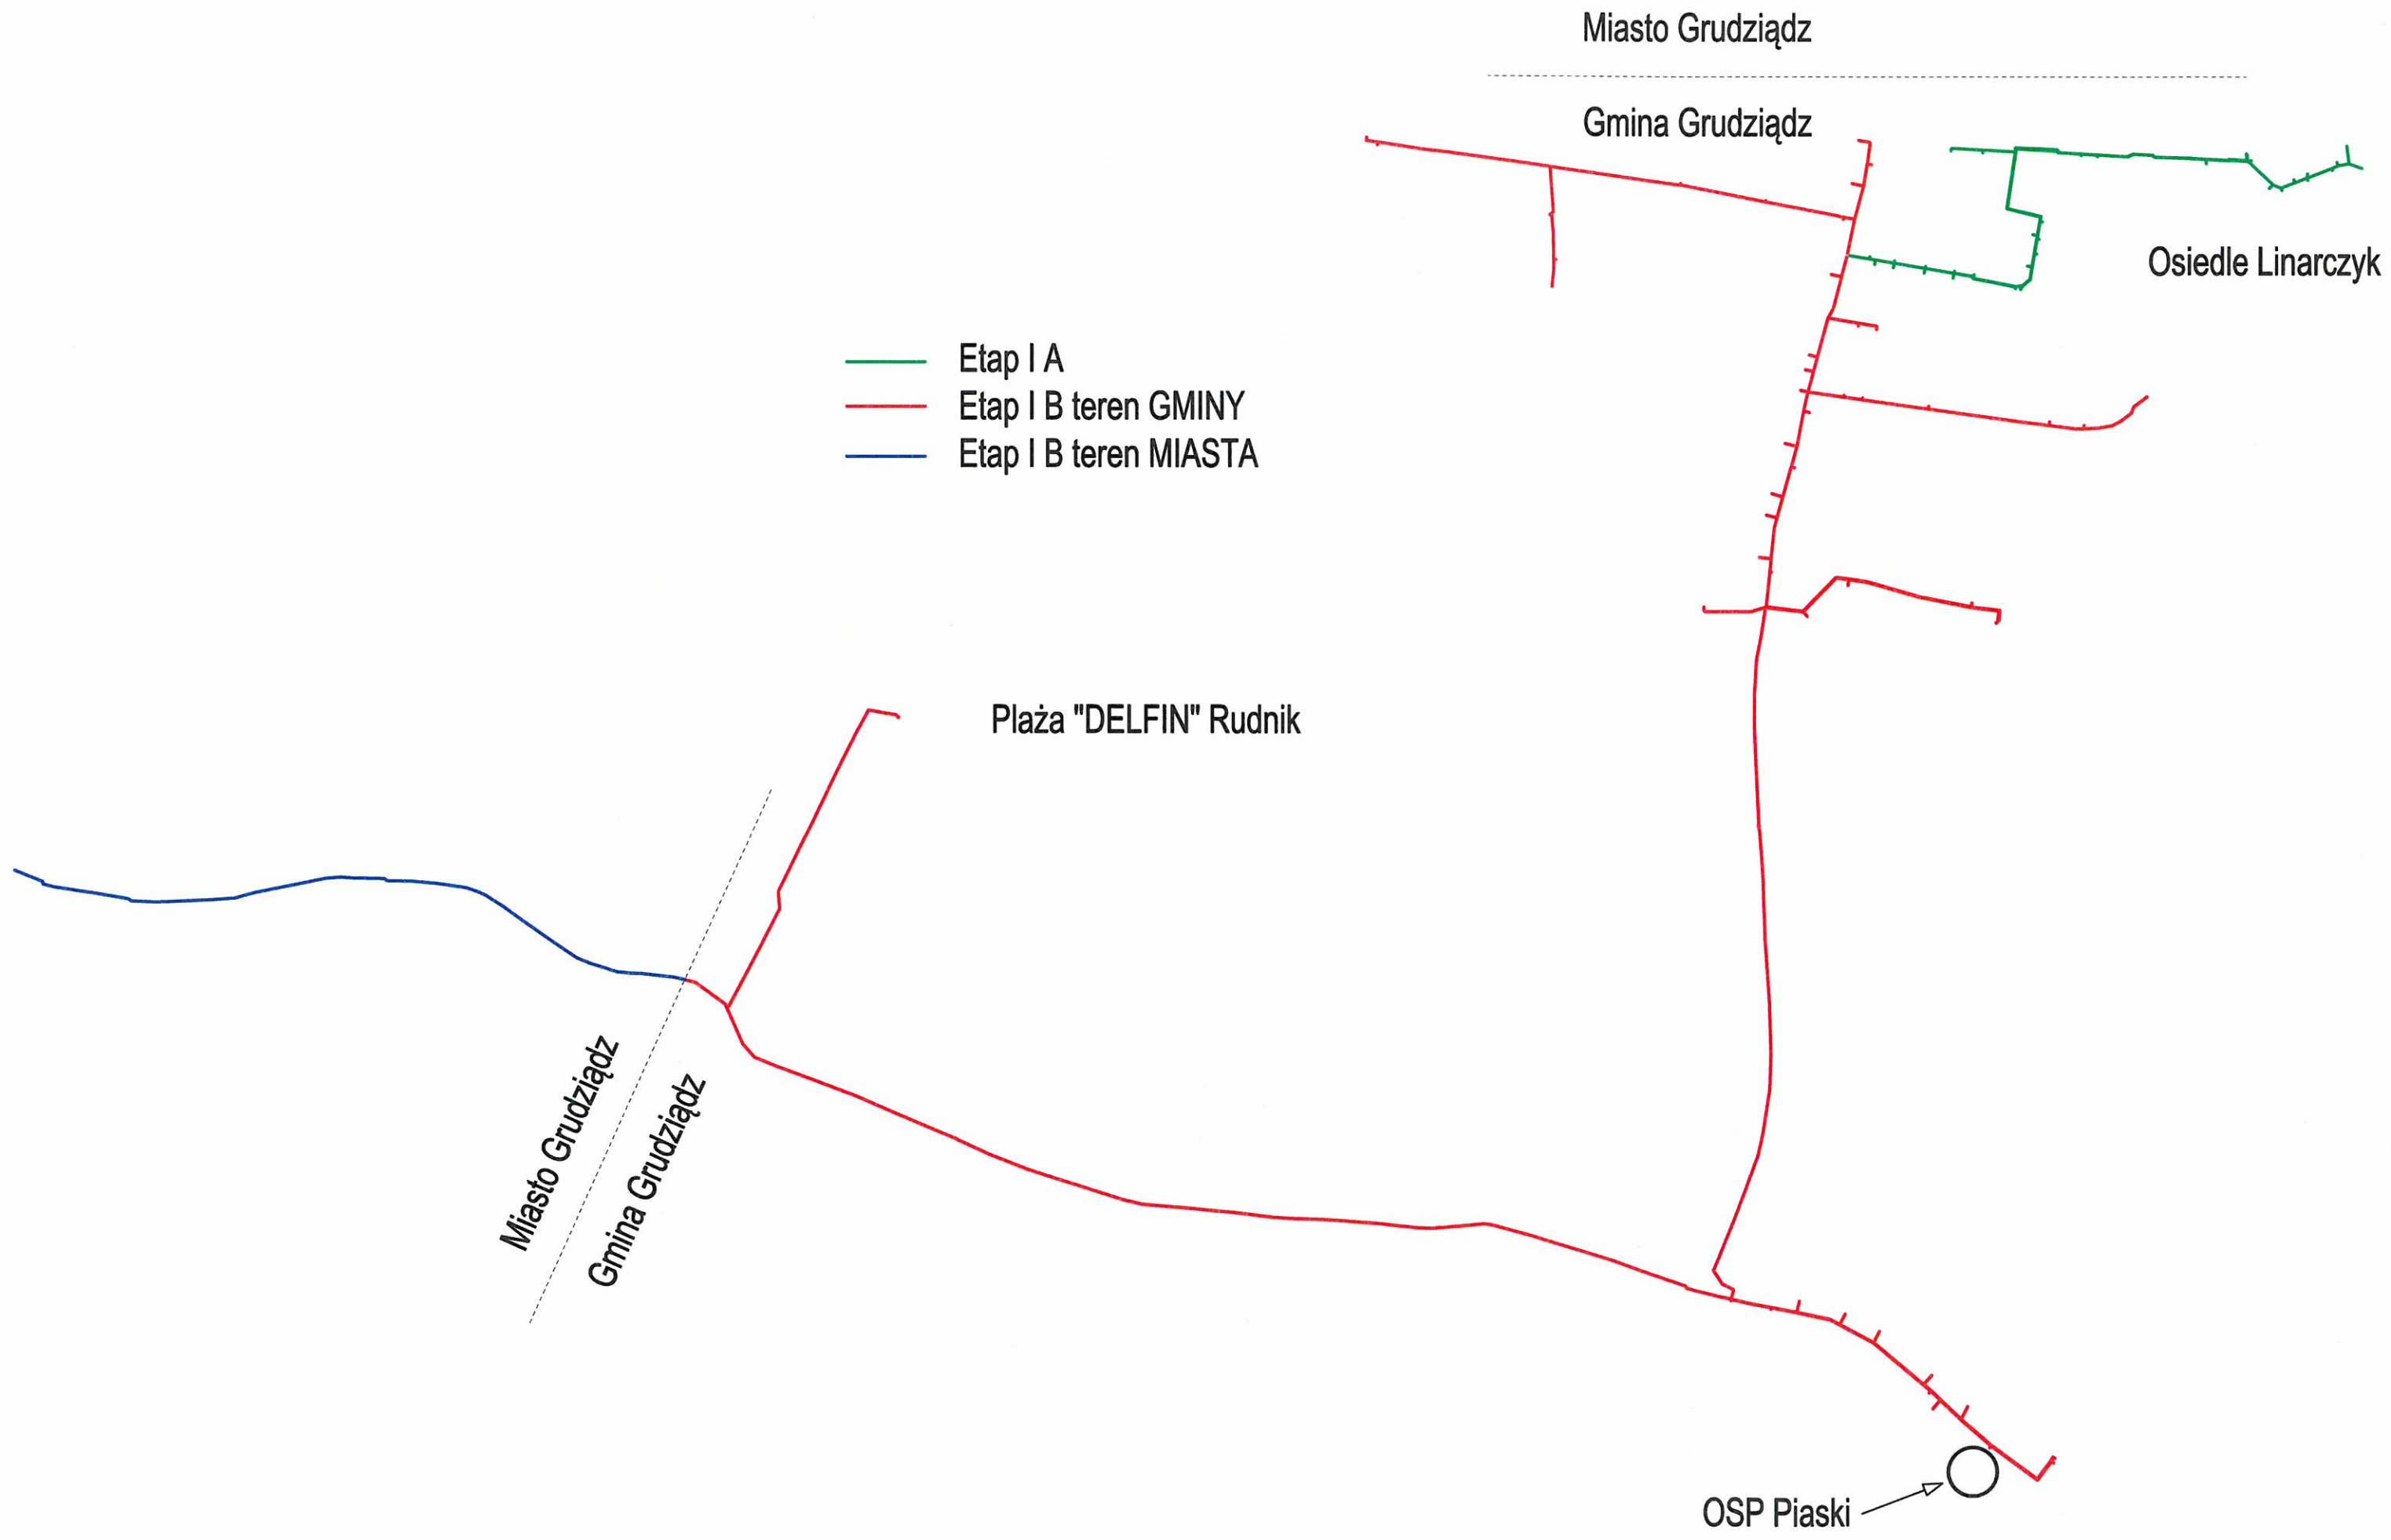 Miasto Grudziądz
Gmina Grudziądz
Osiedle Linarczyk
Etap I A
Etap I B teren GMINY
Etap I B teren MIASTA
Plaża "DELFIN" Rudnik
Miasto Grudziądz
Gmina Grudziądz
OSP Piaski